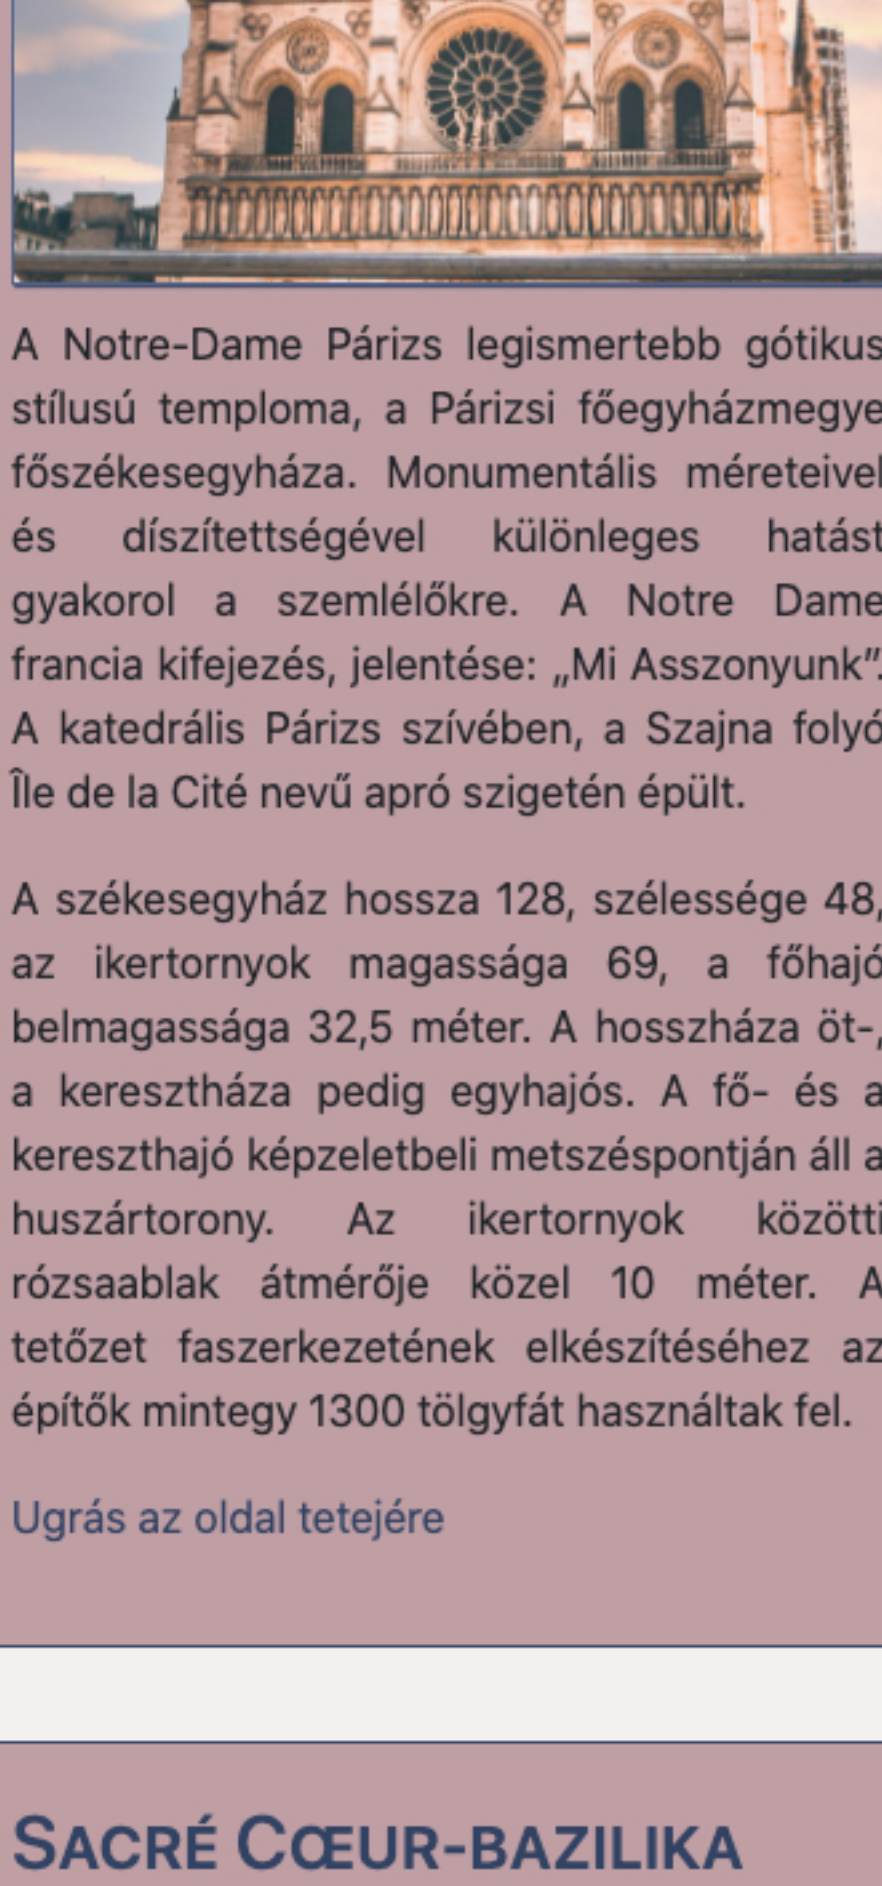 A Notre-Dame Párizs legismertebb gótikus
stílusú temploma, a Párizsi főegyházmegye
főszékesegyháza. Monumentális méreteivel
és díszítettségével különleges hatást
gyakorol a szemlélőkre. A Notre Dame
francia kifejezés, jelentése: „Mi Asszonyunk”.
A katedrális Párizs szívében, a Szajna folyó
Île de la Cité nevű apró szigetén épült.
A székesegyház hossza 128, szélessége 48,
az ikertornyok magassága 69, a főhajó
belmagassága 32,5 méter. A hosszháza öt-,
a keresztháza pedig egyhajós. A fő- és a
kereszthajó képzeletbeli metszéspontján áll a
huszártorony. Az ikertornyok közötti
rózsaablak átmérője közel 10 méter. A
tetőzet faszerkezetének elkészítéséhez az
építők mintegy 1300 tölgyfát használtak fel.
Ugrás az oldal tetejére
SACRÉ CŒUR-BAZILIKA